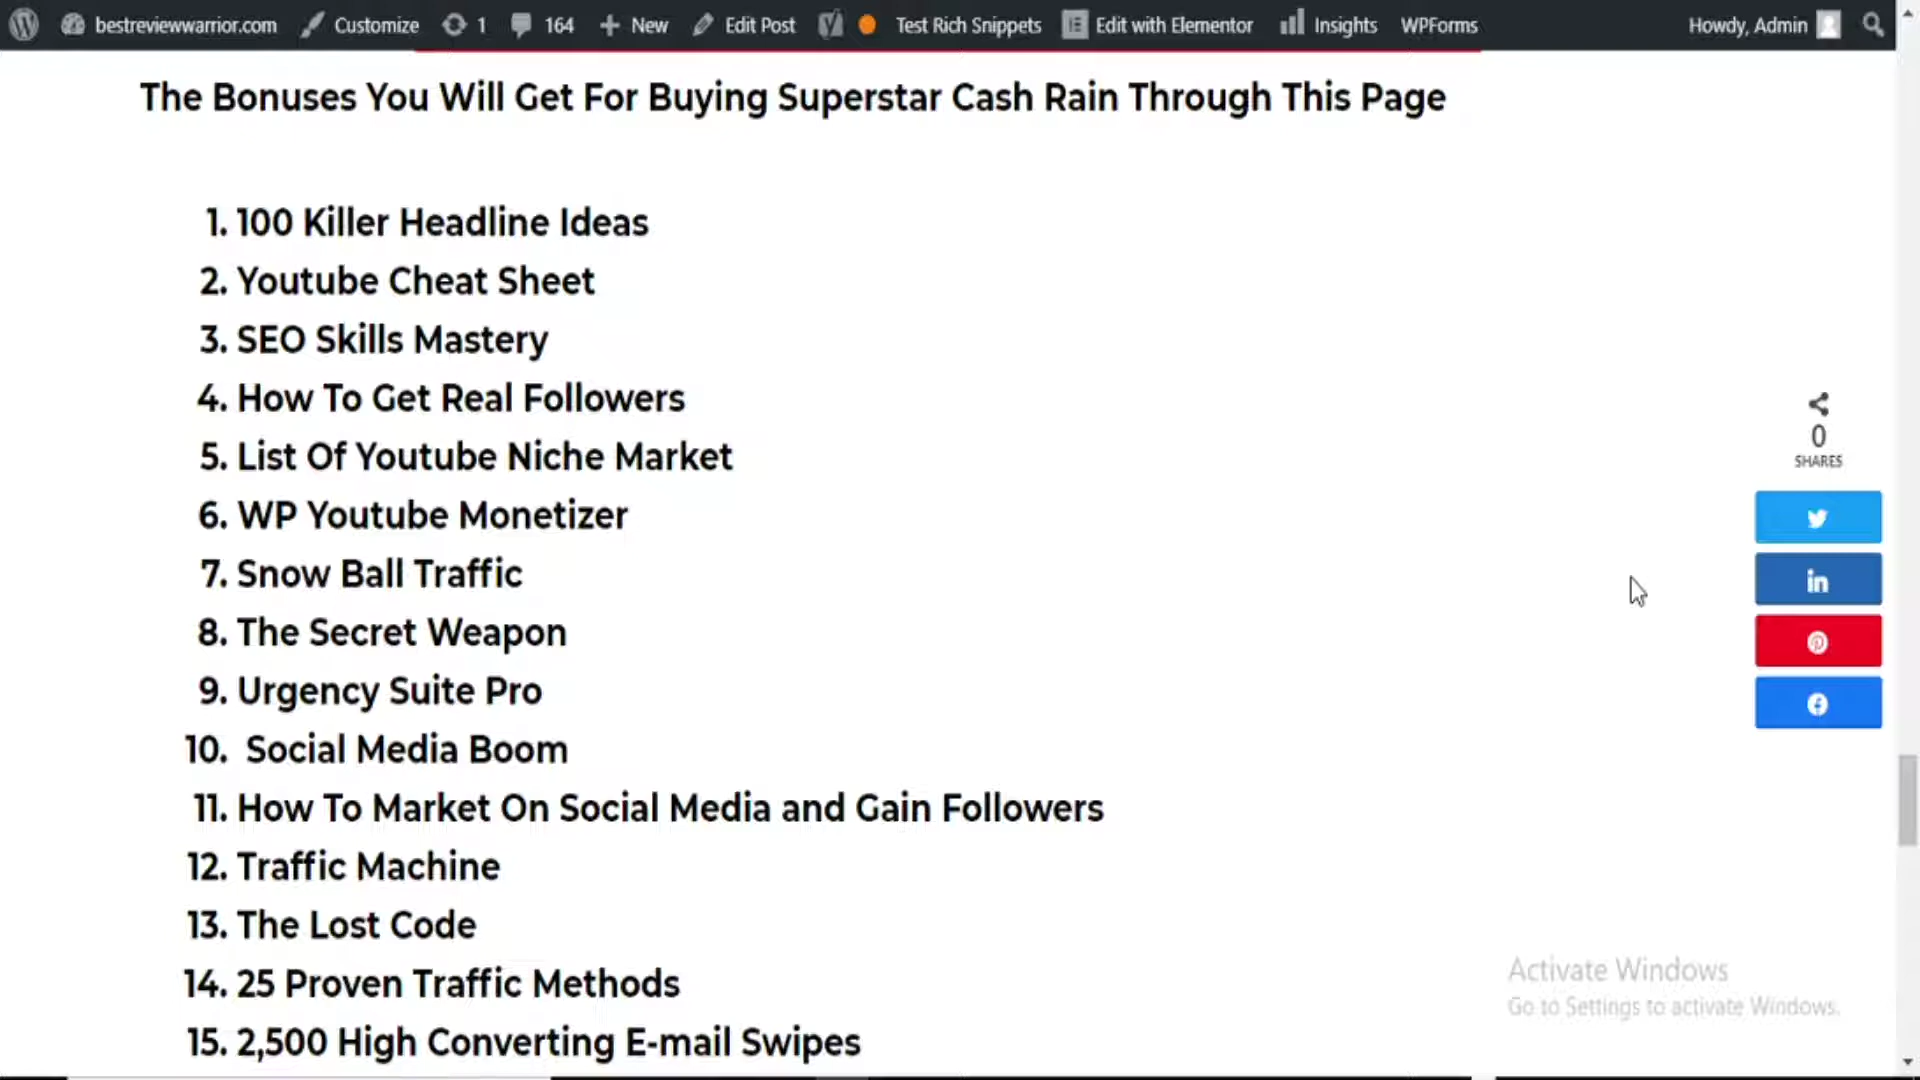 bestreviewwarrior.com Customize 1 164 New Edit Post Test Rich Snippets Edit with Elementor Insights WPForms Howdy, Admin
The Bonuses You Will Get For Buying Superstar Cash Rain Through This Page
1. 100 Killer Headline Ideas
2. Youtube Cheat Sheet
3. SEO Skills Mastery
4. How To Get Real Followers
5. List Of Youtube Niche Market
6. WP Youtube Monetizer
7. Snow Ball Traffic
8. The Secret Weapon
9. Urgency Suite Pro
10. Social Media Boom
11. How To Market On Social Media and Gain Followers
12. Traffic Machine
13. The Lost Code
14. 25 Proven Traffic Methods
15. 2,500 High Converting E-mail Swipes
0
SHARES
in
Activate Windows
Go to Settings to activate Windows.